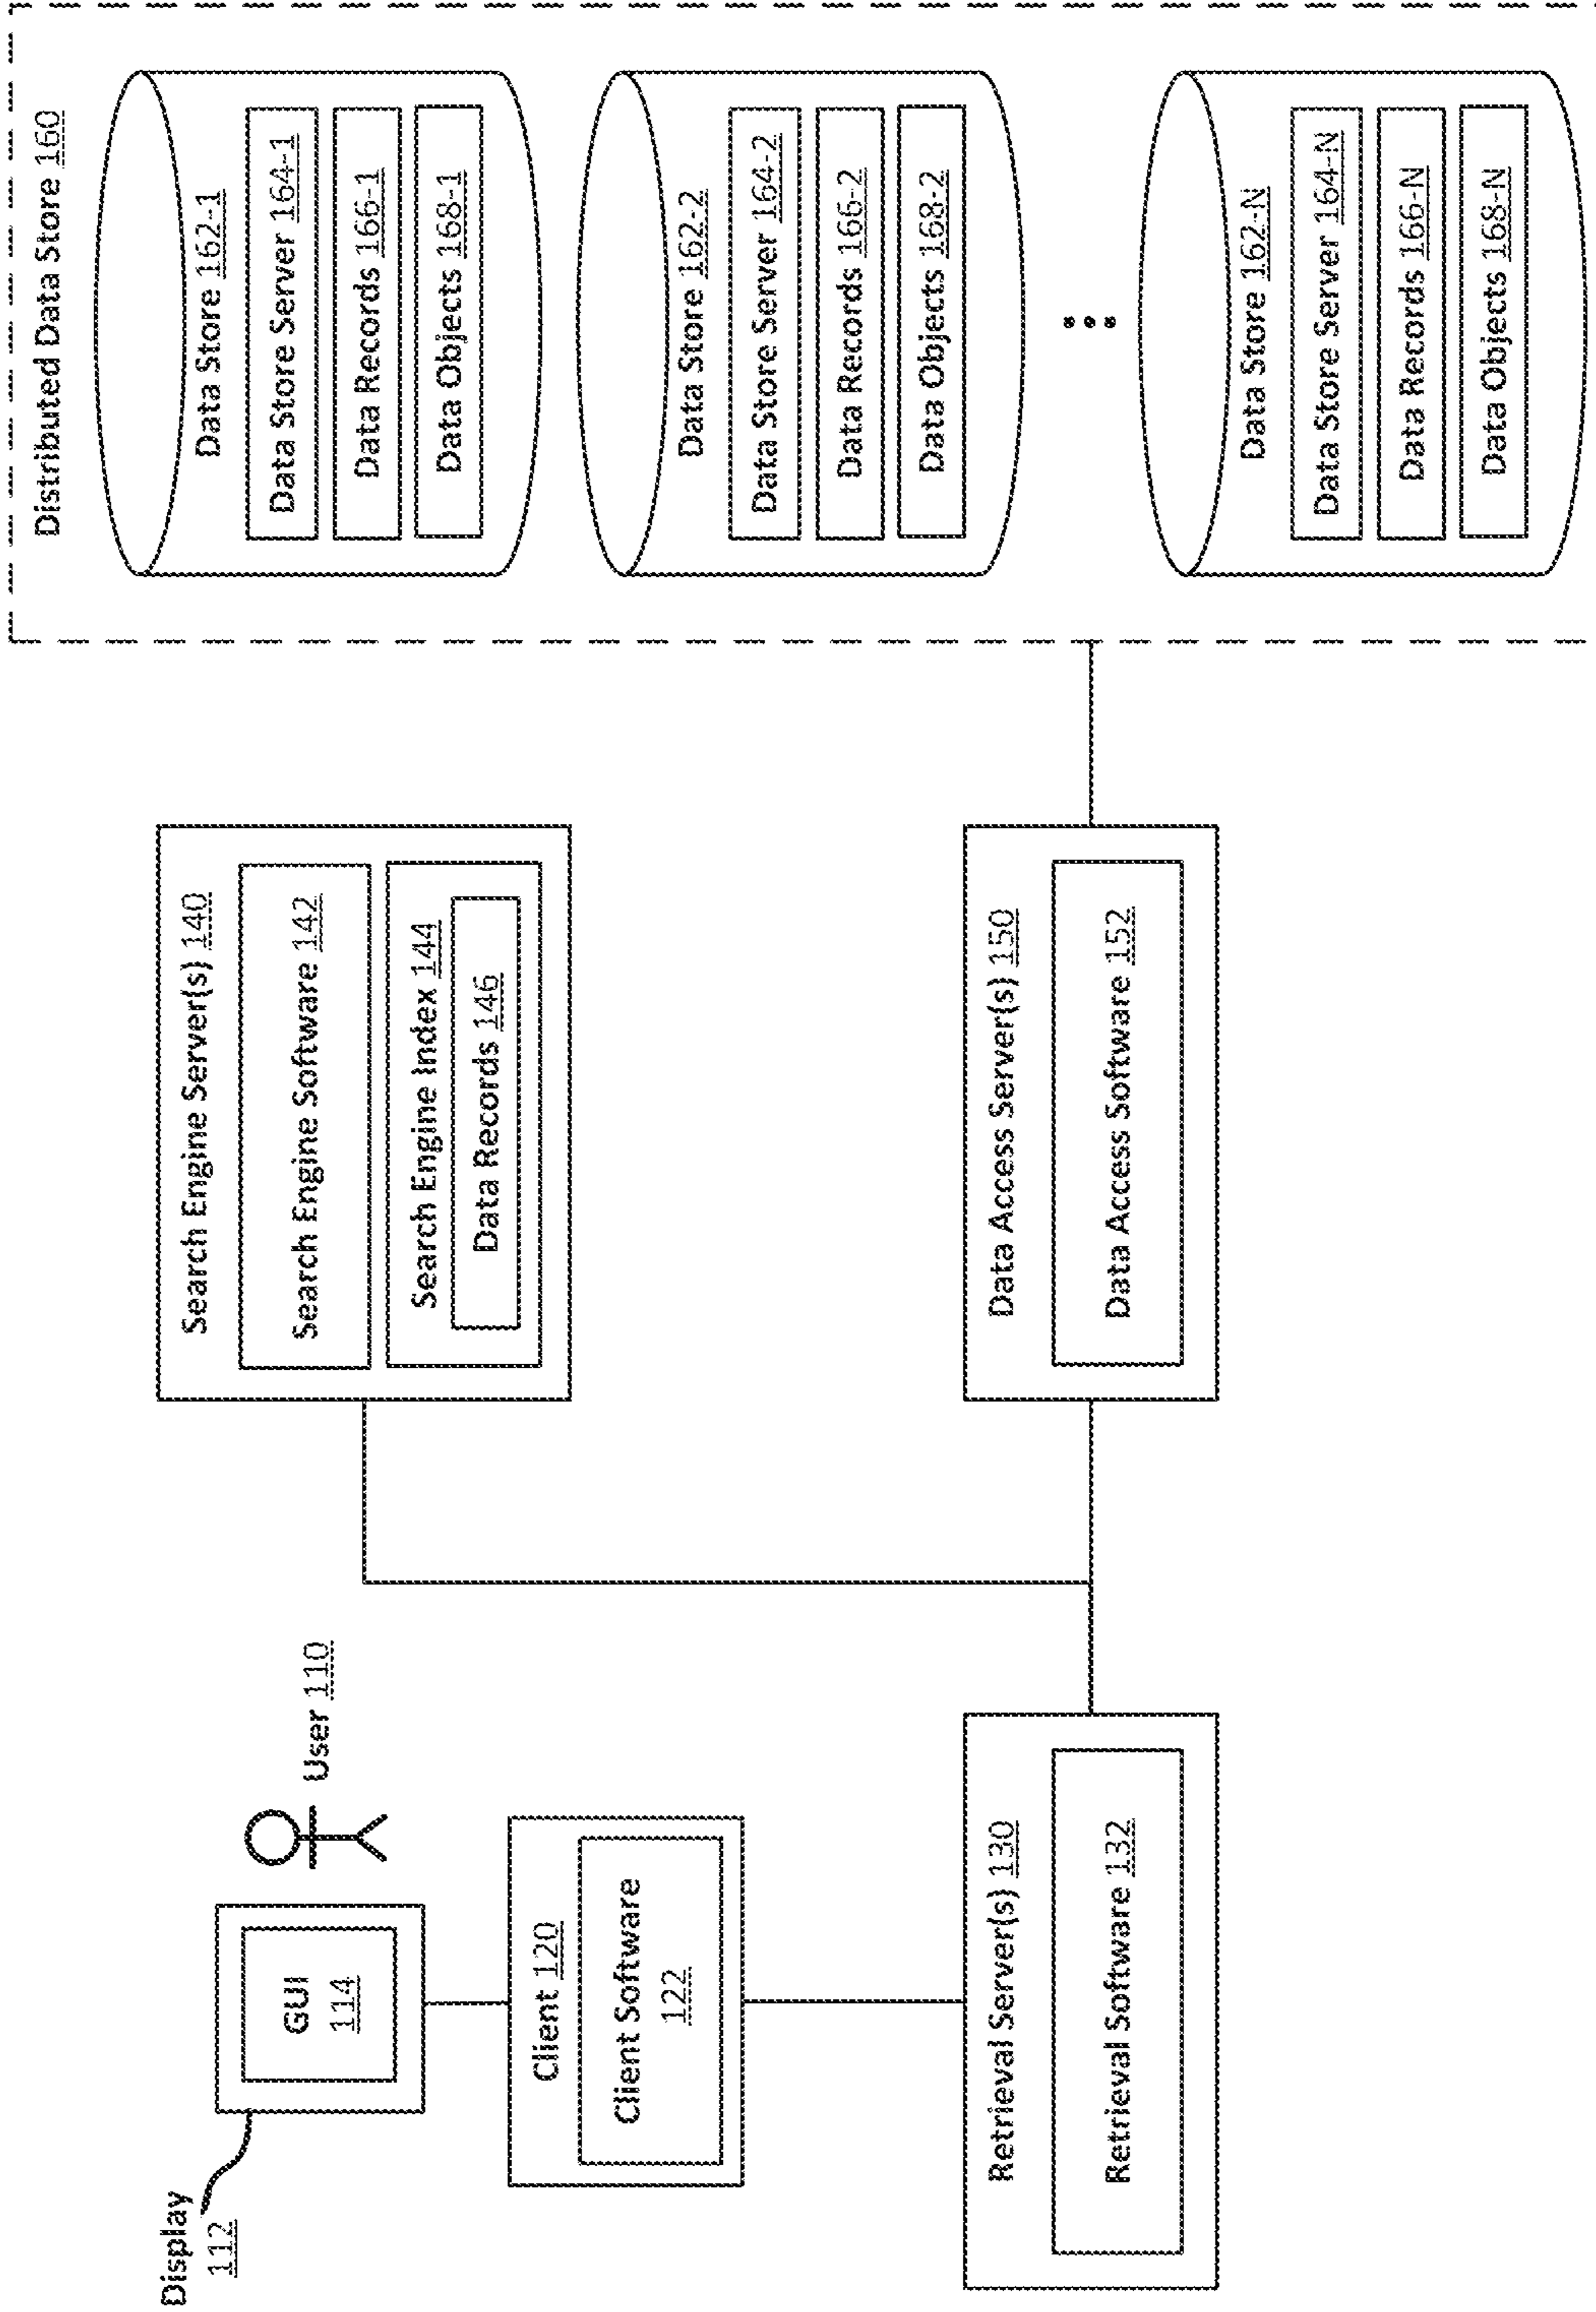 Display
112
GUI
114
User 110
Client 120
Client Software
122
Retrieval Server(s) 130
Retrieval Software 132
Search Engine Server(s) 140
Search Engine Software 142
Search Engine Index 144
Data Records 146
Data Access Server(s) 150
Data Access Software 152
Distributed Data Store 160
Data Store 162-1
Data Store Server 164-1
Data Records 166-1
Data Objects 168-1
Data Store 162-2
Data Store Server 164-2
Data Records 166-2
Data Objects 168-2
Data Store 162-N
Data Store Server 164-N
Data Records 166-N
Data Objects 168-N